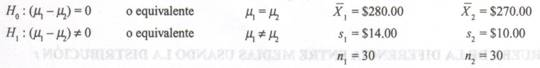 H₀ : (μ₁ − μ₂) = 0 o equivalente μ₁ = μ₂ X̄₁ = $280.00 X̄₂ = $270.00
H₁ : (μ₁ − μ₂) ≠ 0 o equivalente μ₁ ≠ μ₂ s₁ = $14.00 s₂ = $10.00
n₁ = 30 n₂ = 30